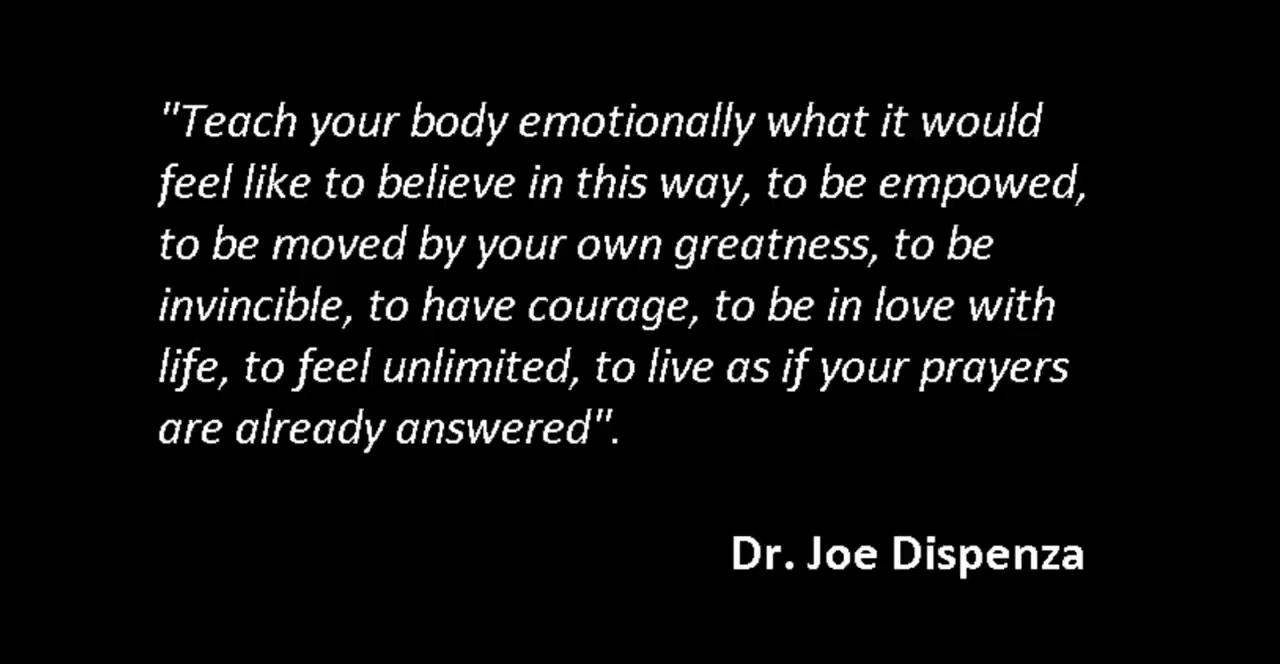 "Teach your body emotionally what it would
feel like to believe in this way, to be empowed,
to be moved by your own greatness, to be
invincible, to have courage, to be in love with
life, to feel unlimited, to live as if your prayers
are already answered".
Dr. Joe Dispenza